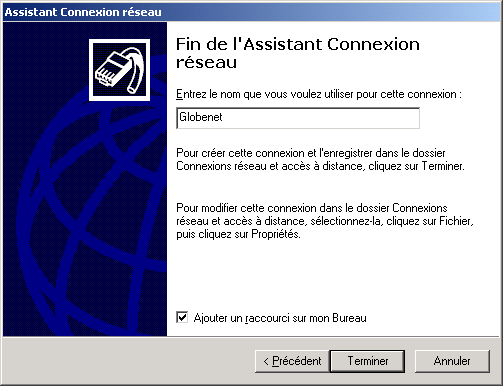 Assistant Connexion réseau
Fin de l'Assistant Connexion
réseau
Entrez le nom que vous voulez utiliser pour cette connexion :
Globenet
Pour créer cette connexion et l'enregistrer dans le dossier
Connexions réseau et accès à distance, cliquez sur Terminer.
Pour modifier cette connexion dans le dossier Connexions
réseau et accès à distance, sélectionnez-la, cliquez sur Fichier,
puis cliquez sur Propriétés.
Ajouter un raccourci sur mon Bureau
< Précédent Terminer Annuler